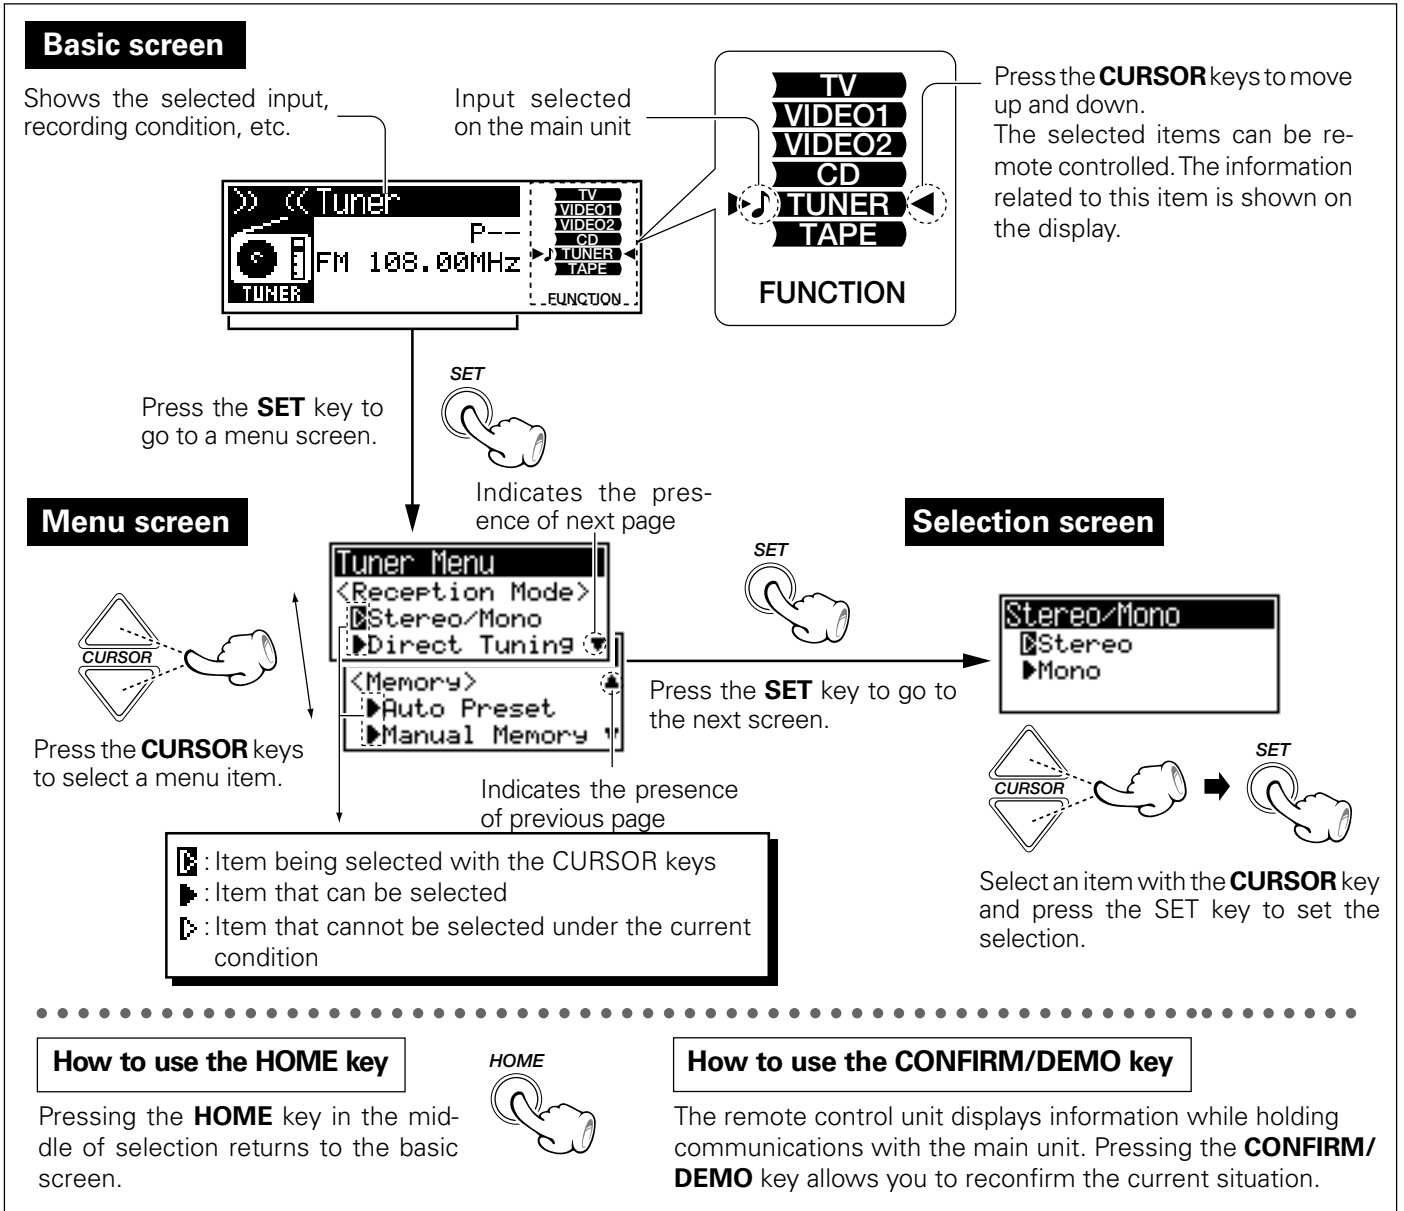 Basic screen
Shows the selected input,
recording condition, etc.
Input selected
on the main unit
TV
VIDEO1
VIDEO2
CD
TUNER
TAPE
FUNCTION
Press the CURSOR keys to move
up and down.
The selected items can be re-
mote controlled. The information
related to this item is shown on
the display.
Tuner
P--
FM 108.00MHz
TUNER
TV
VIDEO1
VIDEO2
CD
TUNER
TAPE
FUNCTION
Press the SET key to
go to a menu screen.
SET
Indicates the pres-
ence of next page
Menu screen
Tuner Menu
<Reception Mode>
Stereo/Mono
Direct Tuning
<Memory>
Auto Preset
Manual Memory
CURSOR
Press the CURSOR keys
to select a menu item.
Indicates the presence
of previous page
SET
Press the SET key to go to
the next screen.
Selection screen
Stereo/Mono
Stereo
Mono
CURSOR
SET
Select an item with the CURSOR key
and press the SET key to set the
selection.
: Item being selected with the CURSOR keys
: Item that can be selected
: Item that cannot be selected under the current
condition
How to use the HOME key
Pressing the HOME key in the mid-
dle of selection returns to the basic
screen.
HOME
How to use the CONFIRM/DEMO key
The remote control unit displays information while holding
communications with the main unit. Pressing the CONFIRM/
DEMO key allows you to reconfirm the current situation.